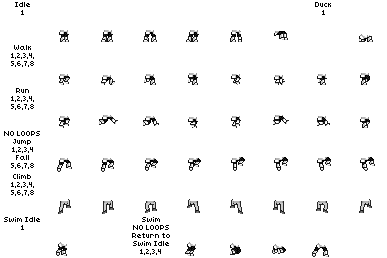 Idle
1
Duck
1
Walk
1,2,3,4,
5,6,7,8
Run
1,2,3,4,
5,6,7,8
NO LOOPS
Jump
1,2,3,4
Fall
5,6,7,8
Climb
1,2,3,4,
5,6,7,8
Swim Idle
1
Swim
NO LOOPS
Return to
Swim Idle
1,2,3,4